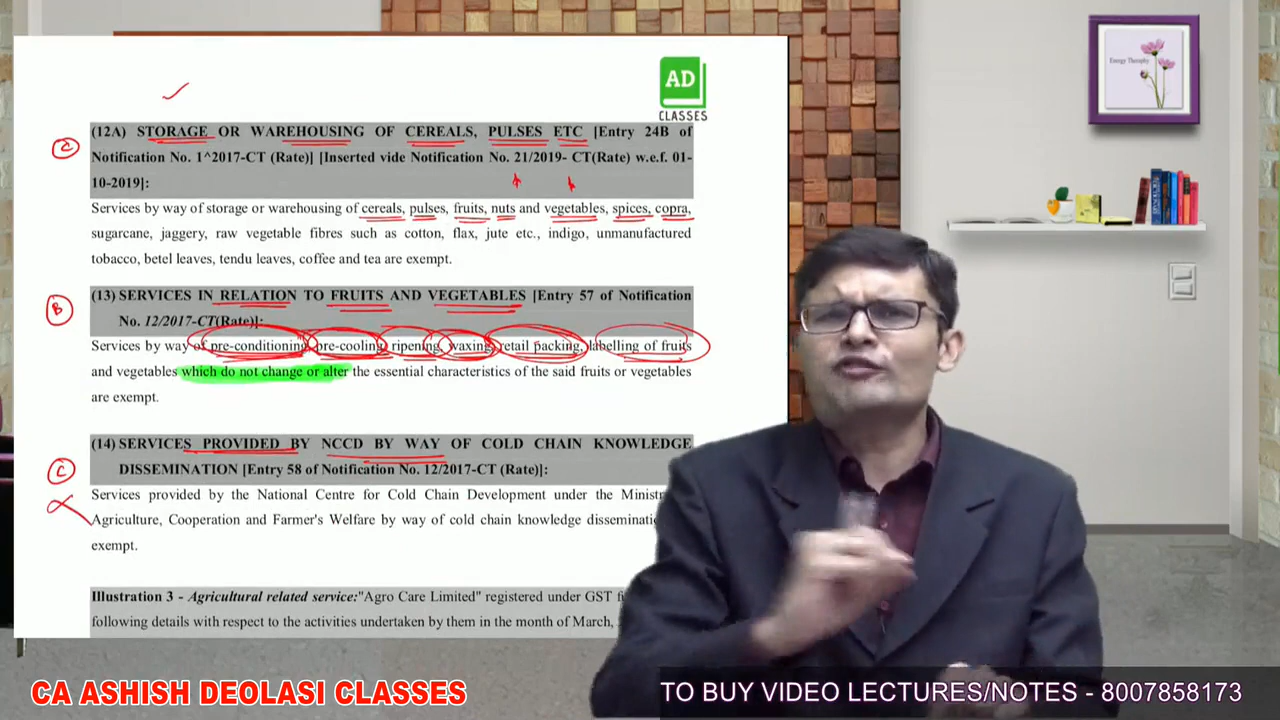 AD
CLASSES
Energy Theraphy
(12A) STORAGE OR WAREHOUSING OF CEREALS, PULSES ETC [Entry 24B of
Notification No. 1^2017-CT (Rate)] [Inserted vide Notification No. 21/2019- CT(Rate) w.e.f. 01-
10-2019]:
Services by way of storage or warehousing of cereals, pulses, fruits, nuts and vegetables, spices, copra,
sugarcane, jaggery, raw vegetable fibres such as cotton, flax, jute etc., indigo, unmanufactured
tobacco, betel leaves, tendu leaves, coffee and tea are exempt.
B
(13) SERVICES IN RELATION TO FRUITS AND VEGETABLES [Entry 57 of Notification
No. 12/2017-CT(Rate)]:
Services by way of pre-conditioning, pre-cooling, ripening, waxing, retail packing, labelling of fruits
and vegetables which do not change or alter the essential characteristics of the said fruits or vegetables
are exempt.
C
(14) SERVICES PROVIDED BY NCCD BY WAY OF COLD CHAIN KNOWLEDGE
DISSEMINATION [Entry 58 of Notification No. 12/2017-CT (Rate)]:
Services provided by the National Centre for Cold Chain Development under the
Agriculture, Cooperation and Farmer's Welfare by way of cold chain knowledge
exempt.
Illustration 3 - Agricultural related service:"Agro Care Limited" registered under GST
following details with respect to the activities undertaken by them in the month of March,
CA ASHISH DEOLASI CLASSES
TO BUY VIDEO LECTURES/NOTES - 8007858173